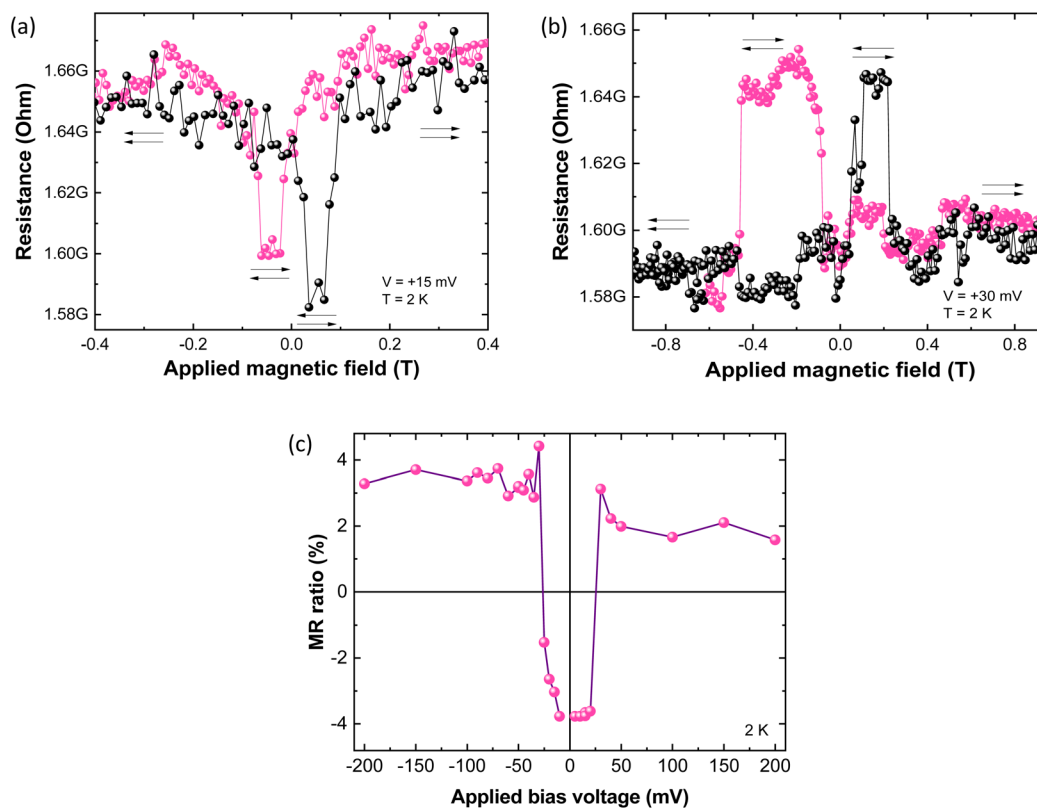 (a)
Resistance (Ohm)
1.66G
1.64G
1.62G
1.60G
1.58G
V = +15 mV
T = 2 K
-0.4
-0.2
0.0
0.2
0.4
Applied magnetic field (T)
(b)
Resistance (Ohm)
1.66G
1.64G
1.62G
1.60G
1.58G
V = +30 mV
T = 2 K
-0.8
-0.4
0.0
0.4
0.8
Applied magnetic field (T)
(c)
MR ratio (%)
4
2
0
-2
-4
2 K
-200
-150
-100
-50
0
50
100
150
200
Applied bias voltage (mV)